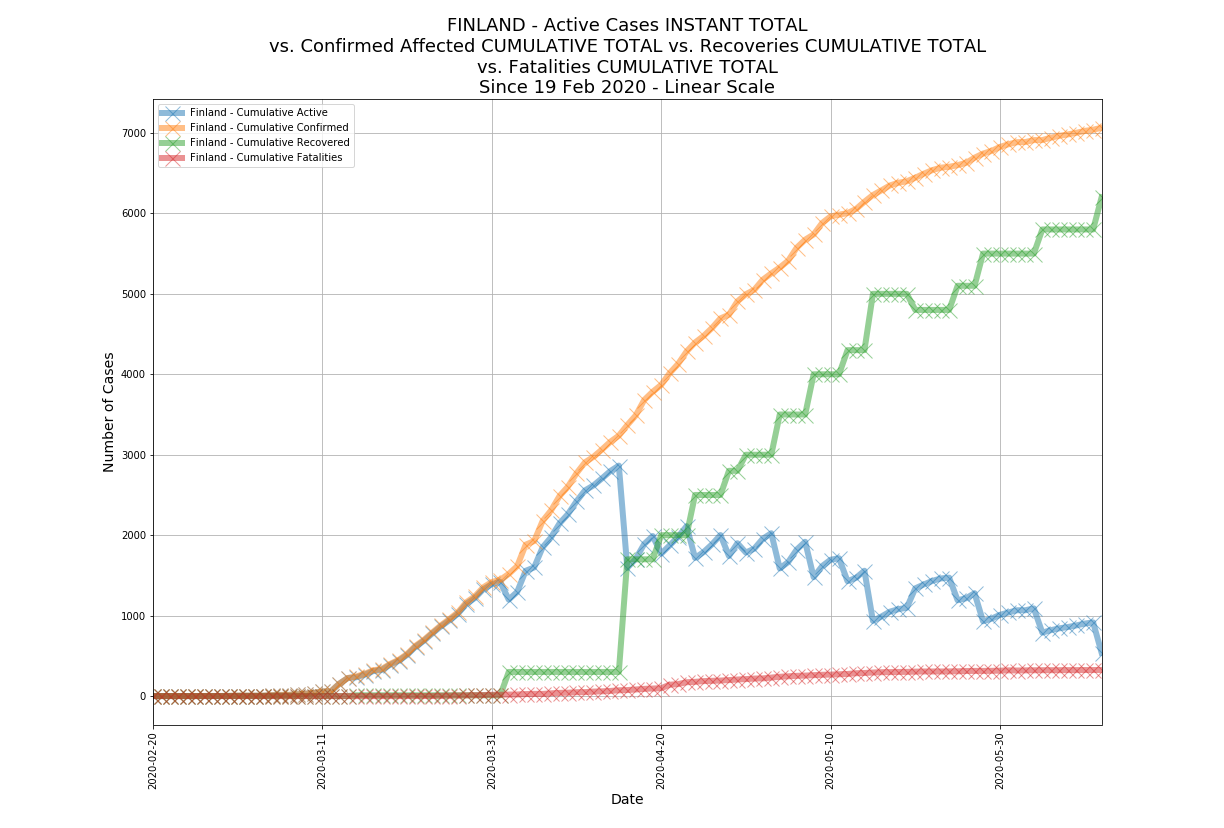 FINLAND - Active Cases INSTANT TOTAL
vs. Confirmed Affected CUMULATIVE TOTAL vs. Recoveries CUMULATIVE TOTAL
vs. Fatalities CUMULATIVE TOTAL
Since 19 Feb 2020 - Linear Scale
Finland - Cumulative Active
Finland - Cumulative Confirmed
Finland - Cumulative Recovered
Finland - Cumulative Fatalities
Number of Cases
7000
6000
5000
4000
3000
2000
1000
0
2020-02-20
2020-03-11
2020-03-31
2020-04-20
2020-05-10
2020-05-30
Date